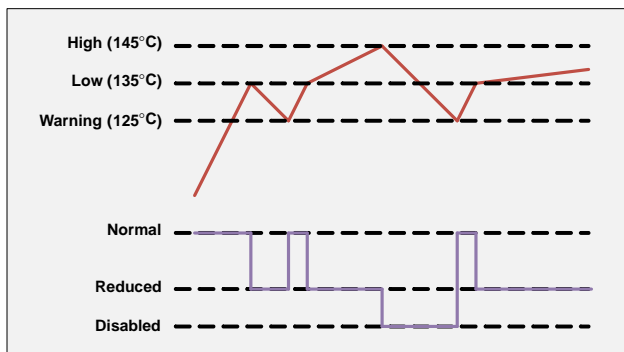 High (145°C)
Low (135°C)
Warning (125°C)
Normal
Reduced
Disabled